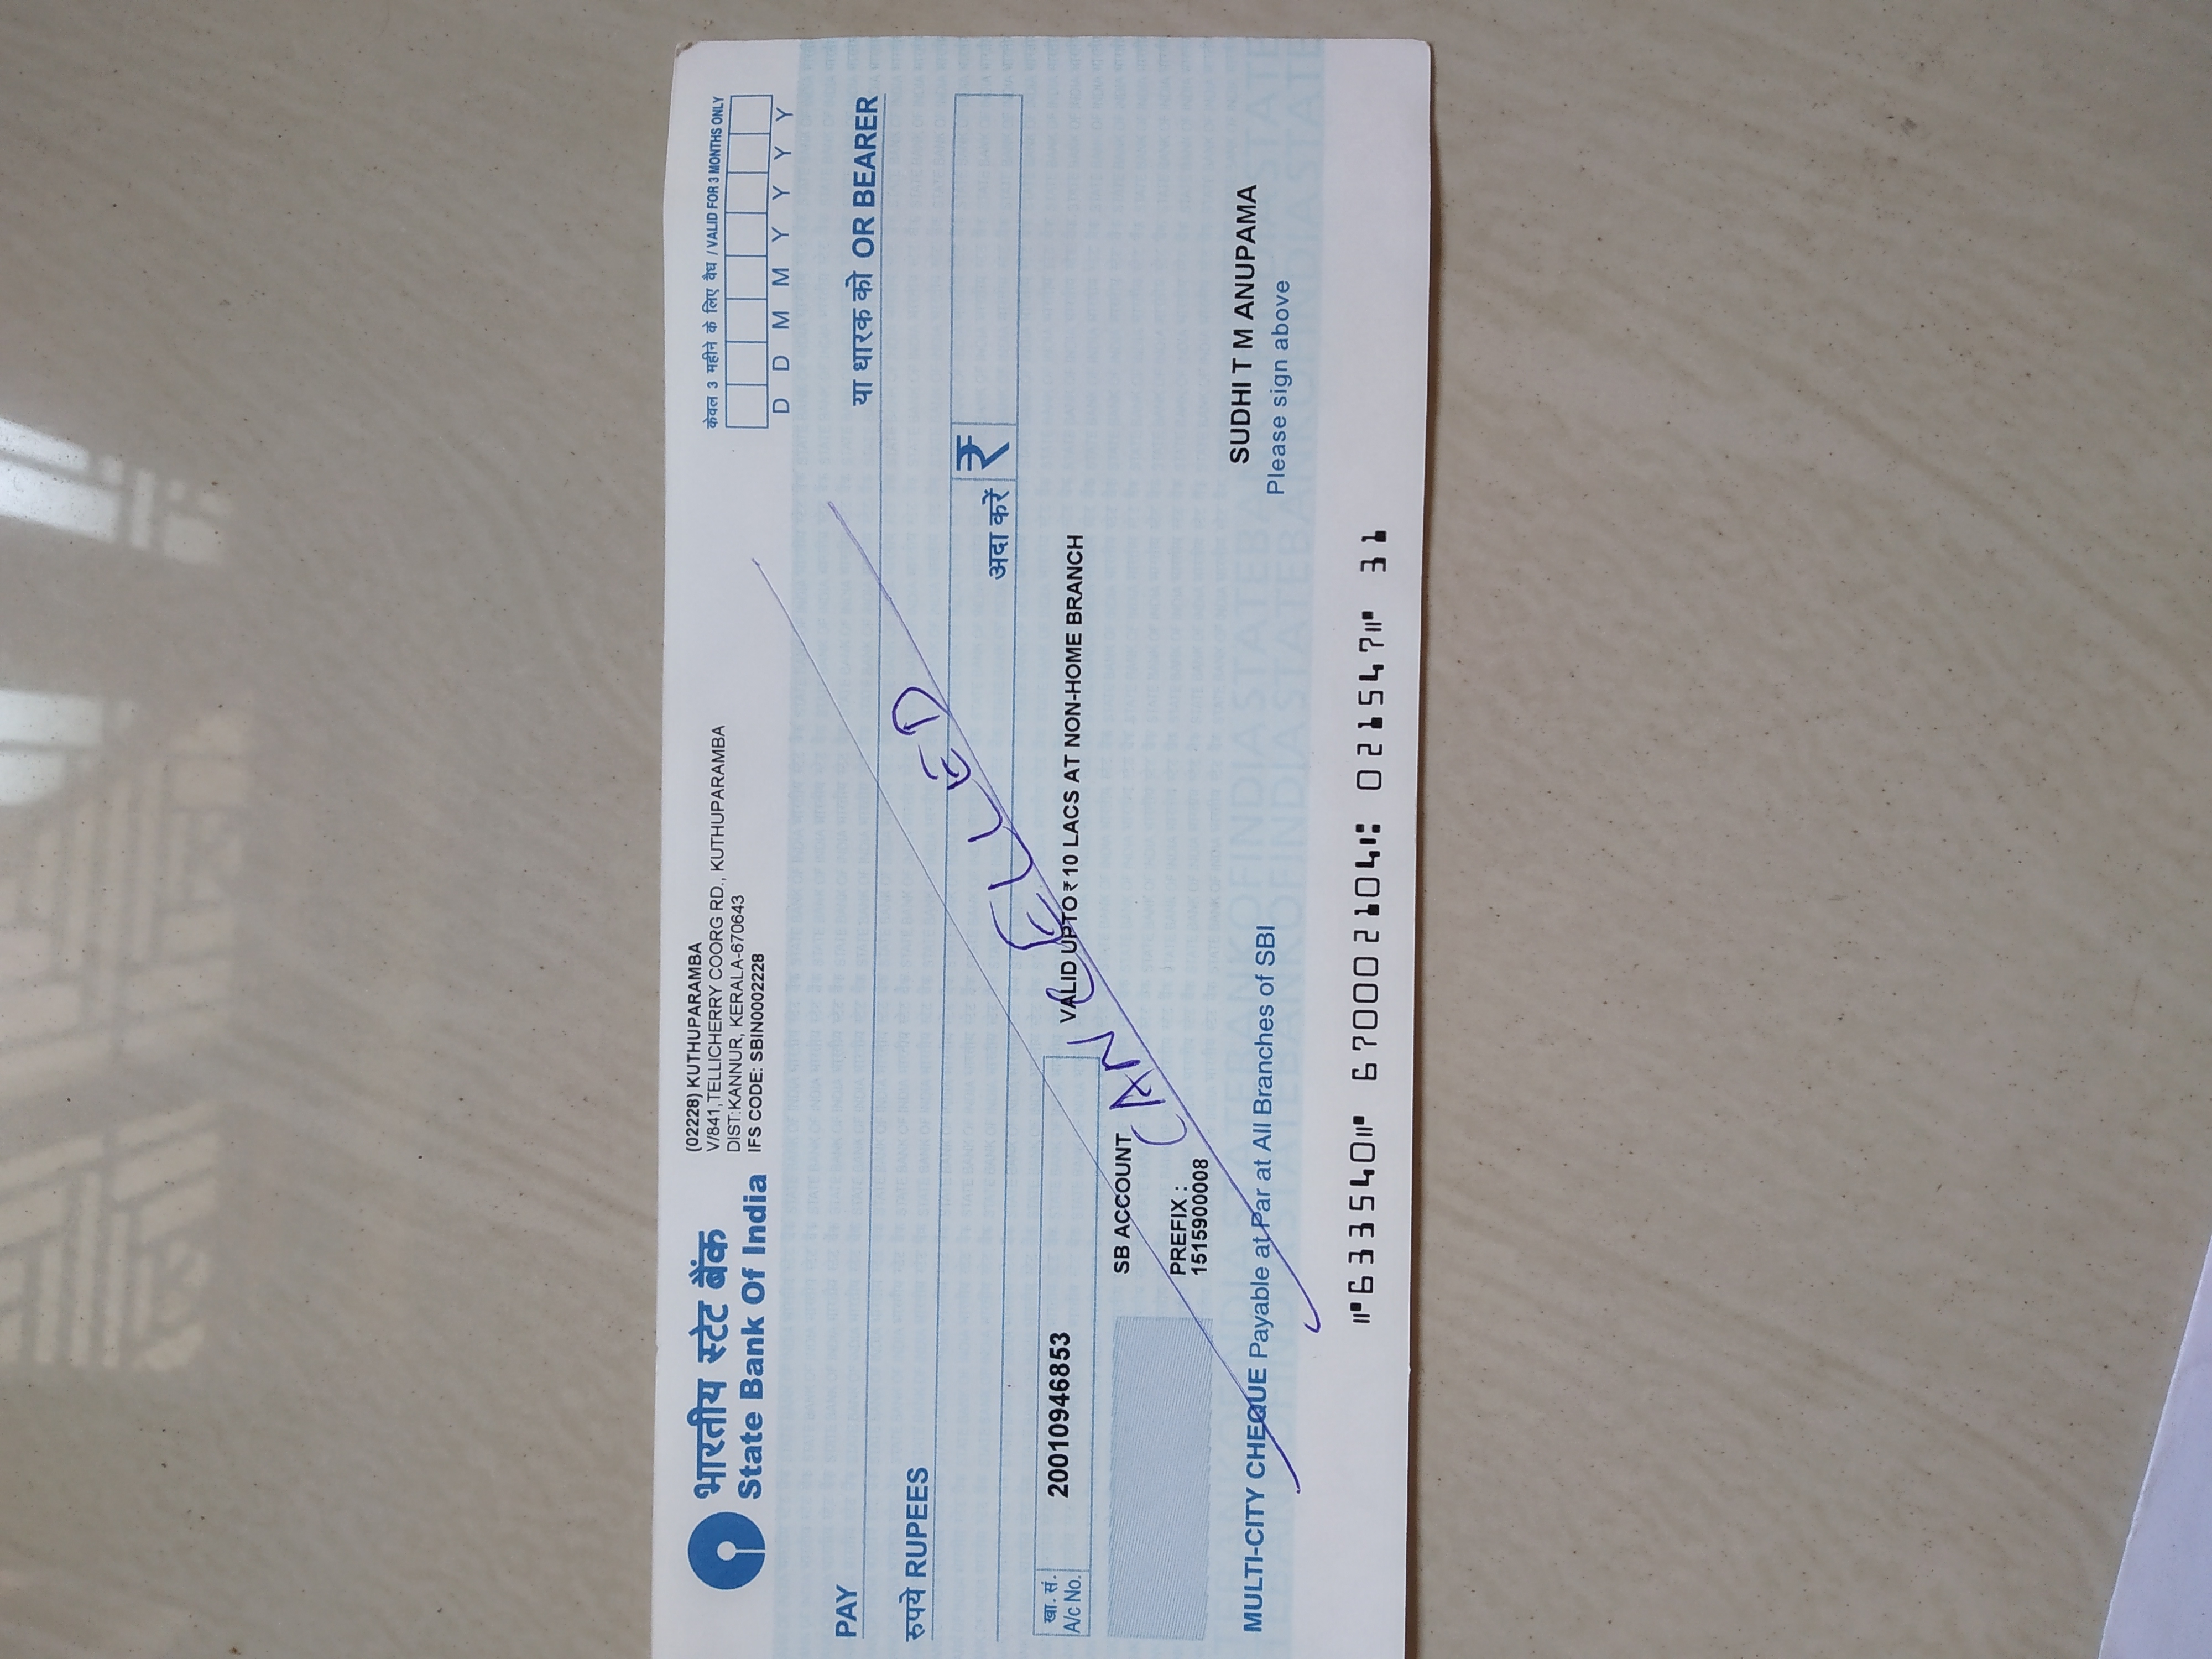 भारतीय स्टेट बैंक
State Bank Of India
(02228) KUTHUPARAMBA
V/841,TELLICHERRY COORG RD., KUTHUPARAMBA
DIST:KANNUR, KERALA-670643
IFS CODE: SBIN0002228
केवल 3 महीने के लिए वैध / VALID FOR 3 MONTHS ONLY
D D M M Y Y Y Y
PAY
या धारक को OR BEARER
रुपये RUPEES
अदा करें ₹
CANCELLED
खा. सं.
A/c No.
20010946853
VALID UPTO ₹ 10 LACS AT NON-HOME BRANCH
SB ACCOUNT
PREFIX :
1515900008
SUDHI T M ANUPAMA
Please sign above
MULTI-CITY CHEQUE Payable at Par at All Branches of SBI
⑈633540⑈ 670002104⑆ 021547⑈ 31